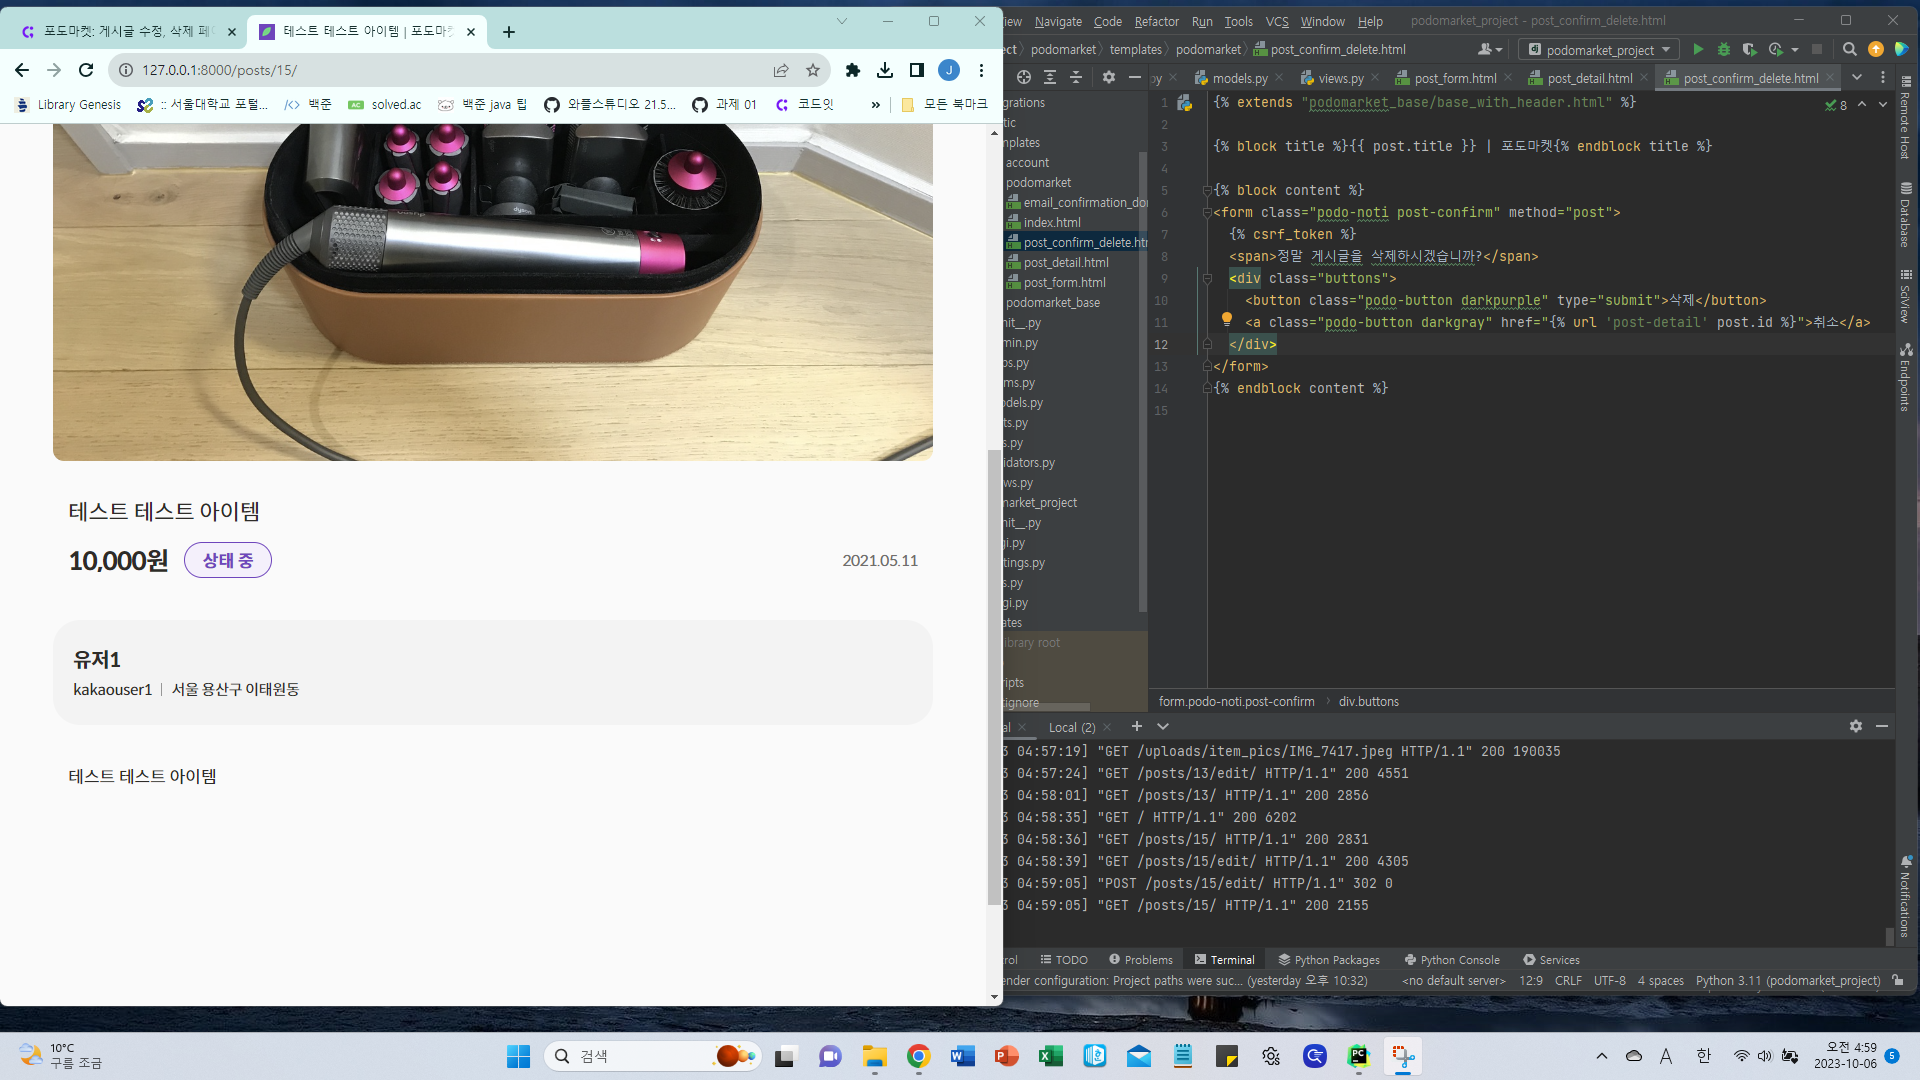 포도마켓: 게시글 수정, 삭제 페
테스트 테스트 아이템 | 포도마켓
127.0.0.1:8000/posts/15/
Library Genesis
:: 서울대학교 포털...
백준
solved.ac
백준 java 팁
와플스튜디오 21.5...
과제 01
코드잇
»
모든 북마크
테스트 테스트 아이템
10,000원
상태 중
2021.05.11
유저1
kakaouser1 | 서울 용산구 이태원동
테스트 테스트 아이템
View Navigate Code Refactor Run Tools VCS Window Help podomarket_project - post_confirm_delete.html
podomarket podomarket_project
podomarket › templates › podomarket › post_confirm_delete.html
models.py
views.py
post_form.html
post_detail.html
post_confirm_delete.html
grations
tic
mplates
account
podomarket
email_confirmation_do
index.html
post_confirm_delete.ht
post_detail.html
post_form.html
podomarket_base
nit__.py
min.py
ps.py
ms.py
odels.py
ts.py
s.py
idators.py
ws.py
market_project
nit__.py
gi.py
tings.py
s.py
gi.py
ates
ibrary root
ripts
tignore
8
1 {% extends "podomarket_base/base_with_header.html" %}
2
3 {% block title %}{{ post.title }} | 포도마켓{% endblock title %}
4
5 {% block content %}
6 <form class="podo-noti post-confirm" method="post">
7 {% csrf_token %}
8 <span>정말 게시글을 삭제하시겠습니까?</span>
9 <div class="buttons">
10 <button class="podo-button darkpurple" type="submit">삭제</button>
11 <a class="podo-button darkgray" href="{% url 'post-detail' post.id %}">취소</a>
12 </div>
13 </form>
14 {% endblock content %}
15
form.podo-noti.post-confirm › div.buttons
Remote Host
Database
SciView
Endpoints
Notifications
al
Local (2)
3 04:57:19] "GET /uploads/item_pics/IMG_7417.jpeg HTTP/1.1" 200 190035
3 04:57:24] "GET /posts/13/edit/ HTTP/1.1" 200 4551
3 04:58:01] "GET /posts/13/ HTTP/1.1" 200 2856
3 04:58:35] "GET / HTTP/1.1" 200 6202
3 04:58:36] "GET /posts/15/ HTTP/1.1" 200 2831
3 04:58:39] "GET /posts/15/edit/ HTTP/1.1" 200 4305
3 04:59:05] "POST /posts/15/edit/ HTTP/1.1" 302 0
3 04:59:05] "GET /posts/15/ HTTP/1.1" 200 2155
rol TODO Problems Terminal Python Packages Python Console Services
ender configuration: Project paths were suc... (yesterday 오후 10:32) <no default server> 12:9 CRLF UTF-8 4 spaces Python 3.11 (podomarket_project)
10°C
구름 조금
검색
A
한
오전 4:59
2023-10-06
5